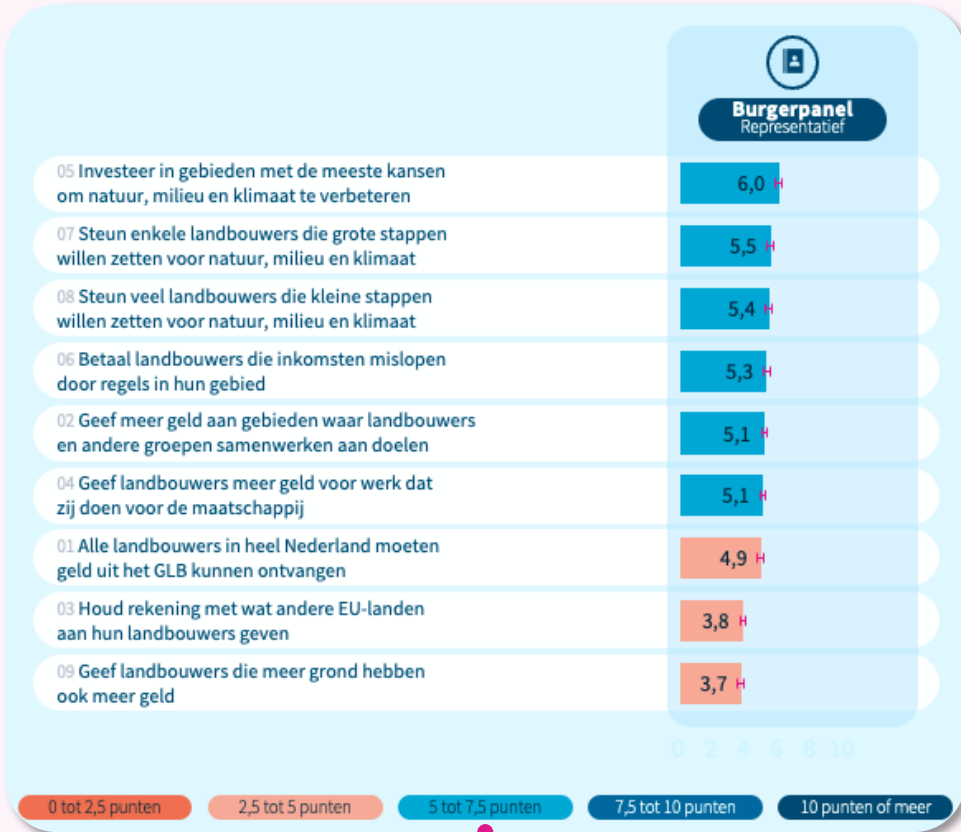 Burgerpanel
Representatief
05 Investeer in gebieden met de meeste kansen
om natuur, milieu en klimaat te verbeteren
6,0
07 Steun enkele landbouwers die grote stappen
willen zetten voor natuur, milieu en klimaat
5,5
08 Steun veel landbouwers die kleine stappen
willen zetten voor natuur, milieu en klimaat
5,4
06 Betaal landbouwers die inkomsten mislopen
door regels in hun gebied
5,3
02 Geef meer geld aan gebieden waar landbouwers
en andere groepen samenwerken aan doelen
5,1
04 Geef landbouwers meer geld voor werk dat
zij doen voor de maatschappij
5,1
01 Alle landbouwers in heel Nederland moeten
geld uit het GLB kunnen ontvangen
4,9
03 Houd rekening met wat andere EU-landen
aan hun landbouwers geven
3,8
09 Geef landbouwers die meer grond hebben
ook meer geld
3,7
0 2 4 6 8 10
0 tot 2,5 punten
2,5 tot 5 punten
5 tot 7,5 punten
7,5 tot 10 punten
10 punten of meer